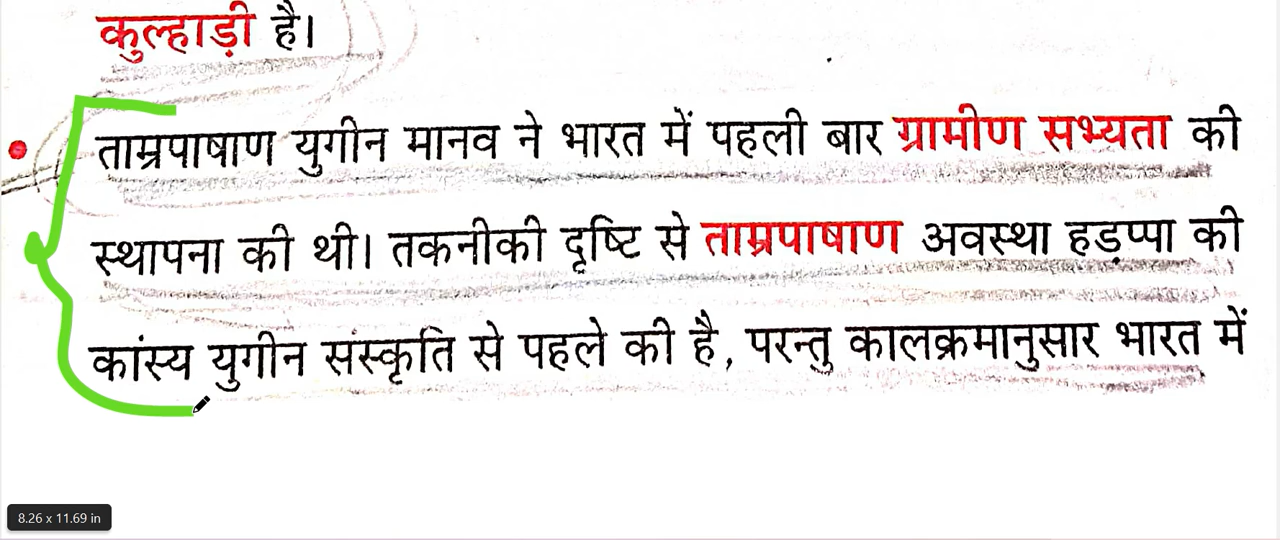 कुल्हाड़ी है।
ताम्रपाषाण युगीन मानव ने भारत में पहली बार ग्रामीण सभ्यता की
स्थापना की थी। तकनीकी दृष्टि से ताम्रपाषाण अवस्था हड़प्पा की
कांस्य युगीन संस्कृति से पहले की है, परन्तु कालक्रमानुसार भारत में
8.26 x 11.69 in